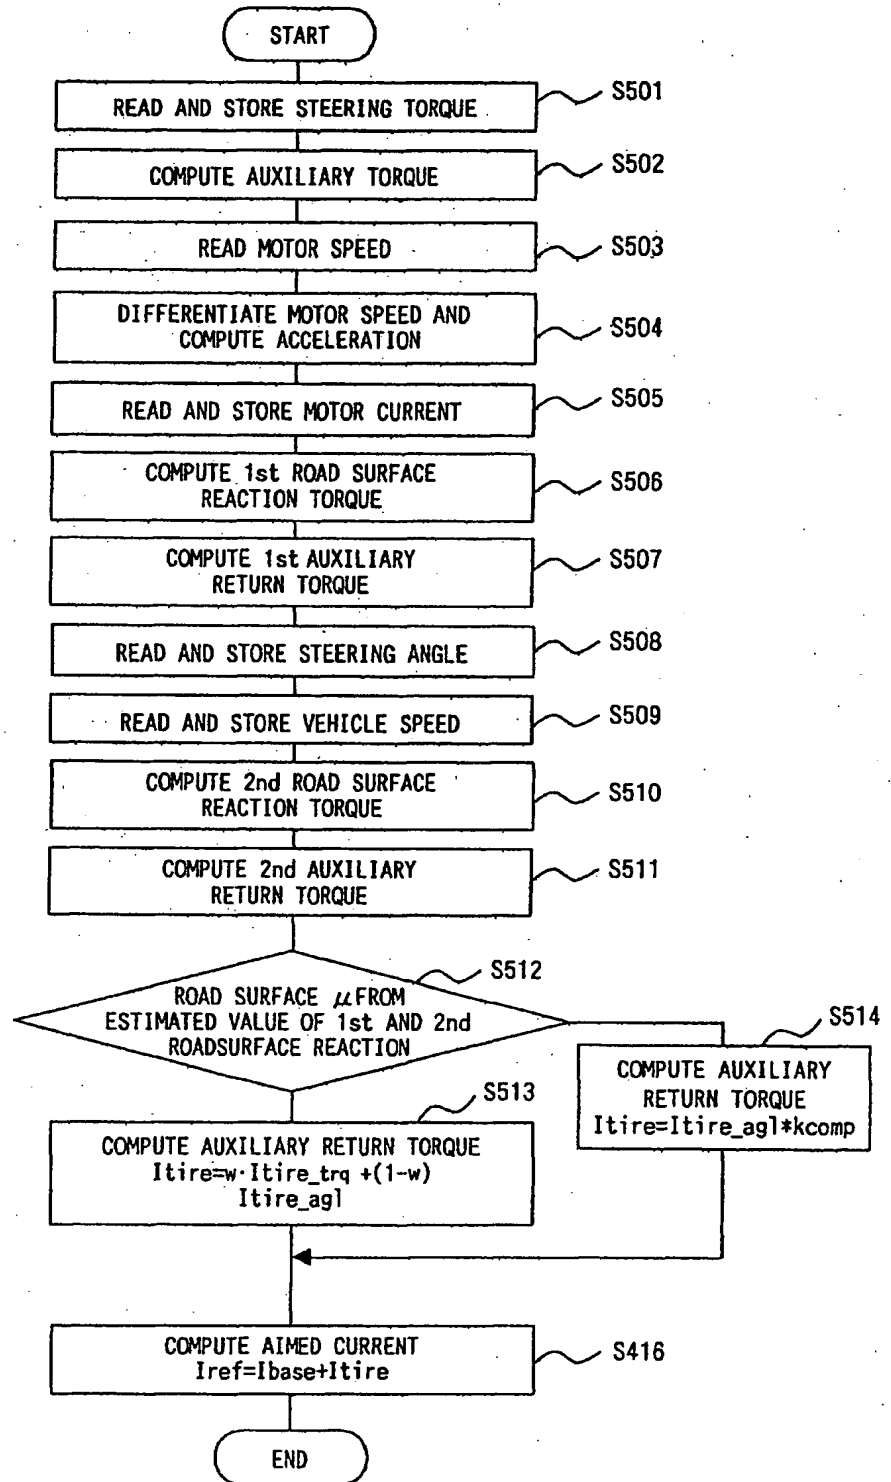 START
READ AND STORE STEERING TORQUE
S501
COMPUTE AUXILIARY TORQUE
S502
READ MOTOR SPEED
S503
DIFFERENTIATE MOTOR SPEED AND
COMPUTE ACCELERATION
S504
READ AND STORE MOTOR CURRENT
S505
COMPUTE 1st ROAD SURFACE
REACTION TORQUE
S506
COMPUTE 1st AUXILIARY
RETURN TORQUE
S507
READ AND STORE STEERING ANGLE
S508
READ AND STORE VEHICLE SPEED
S509
COMPUTE 2nd ROAD SURFACE
REACTION TORQUE
S510
COMPUTE 2nd AUXILIARY
RETURN TORQUE
S511
S512
ROAD SURFACE μFROM
ESTIMATED VALUE OF 1st AND 2nd
ROADSURFACE REACTION
S514
COMPUTE AUXILIARY
RETURN TORQUE
Itire=Itire_agl*kcomp
S513
COMPUTE AUXILIARY RETURN TORQUE
Itire=w·Itire_trq +(1-w)
Itire_agl
COMPUTE AIMED CURRENT
Iref=Ibase+Itire
S416
END